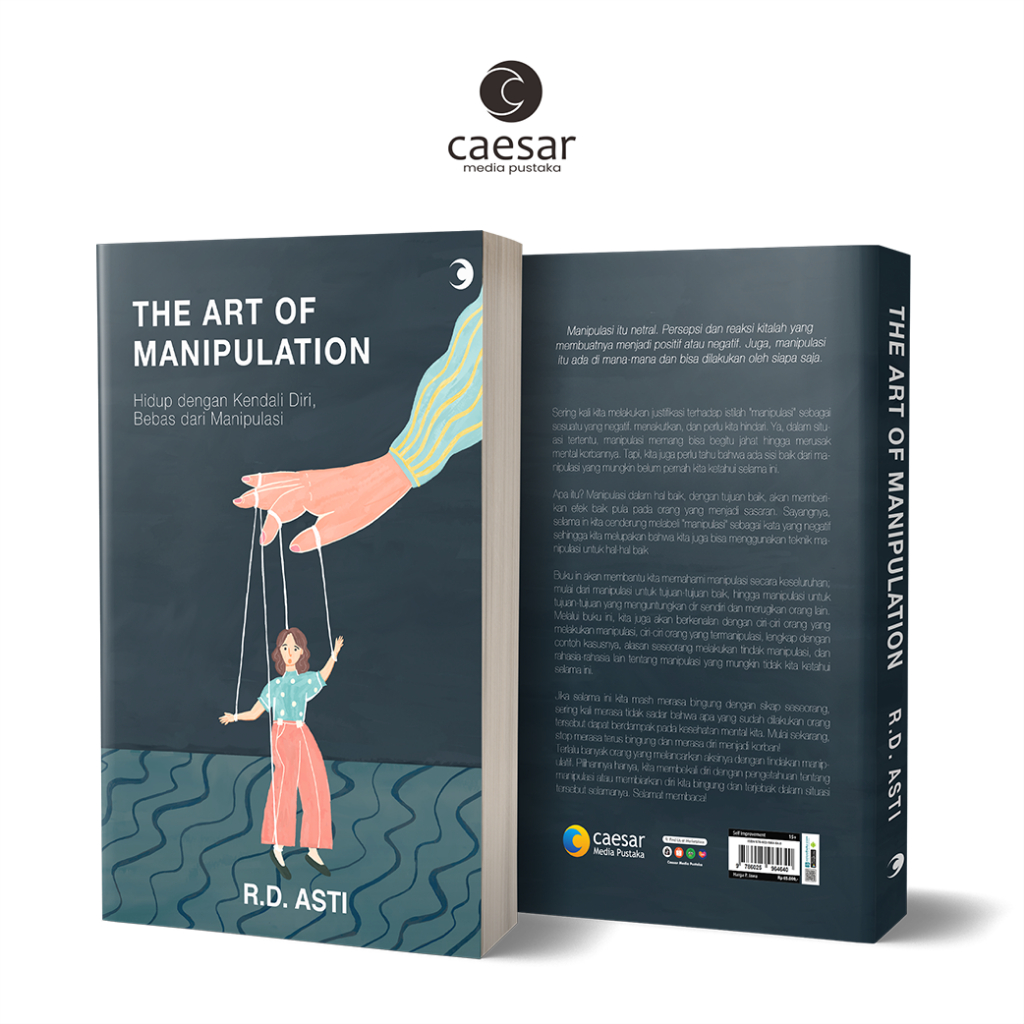 caesar
media pustaka
THE ART OF
MANIPULATION
Hidup dengan Kendali Diri,
Bebas dari Manipulasi
R.D. ASTI
Manipulasi itu netral. Persepsi dan reaksi kitalah yang
membuatnya menjadi positif atau negatif. Juga, manipulasi
itu ada di mana-mana dan bisa dilakukan oleh siapa saja.
Sering kali kita melakukan justifikasi terhadap istilah "manipulasi" sebagai
sesuatu yang negatif, menakutkan, dan perlu kita hindari. Ya, dalam situ-
asi tertentu, manipulasi memang bisa begitu jahat hingga merusak
mental korbannya. Tapi, kita juga perlu tahu bahwa ada sisi baik dari ma-
nipulasi yang mungkin belum pernah kita ketahui selama ini.
Apa itu? Manipulasi dalam hal baik, dengan tujuan baik, akan memberi-
kan efek baik pula pada orang yang menjadi sasaran. Sayangnya,
selama in kita cenderung melabeli "manipulasi" sebagai kata yang negatif
sehingga kita melupakan bahwa kita juga bisa menggunakan teknik ma-
nipulasi untuk hal-hal baik
Buku in akan membantu kita memahami manipulasi secara keseluruhan;
mulai dari manipulasi untuk tujuan-tujuan baik, hingga manipulasi untuk
tujuan-tujuan yang menguntungkan dir sendiri dan merugikan orang lain.
Melalui buku ini, kita juga akan berkenalan dengan ciri-ciri orang yang
melakukan manipulasi, ciri-ciri orang yang termanipulasi, lengkap dengan
contoh kasusnya, alasan seseorang melakukan tindak manipulasi, dan
rahasia-rahasia lain tentang manipulasi yang mungkin tidak kita ketahui
selama ini.
Jika selama ini kita mash merasa bingung dengan sikap seseorang,
sering kali merasa tidak sadar bahwa apa yang sudah dilakukan orang
tersebut dapat berdampak pada kesehatan mental kita. Mulai sekarang,
stop merasa terus bingung dan merasa diri menjadi korban!
Terlalu banyak orang yang melancarkan aksinya dengan tindakan manip-
ulatif. Pilihannya hanya, kita membekali diri dengan pengetahuan tentang
manipulasi atau membiarkan diri kita bingung dan terjebak dalam situasi
tersebut selamanya. Selamat membaca!
caesar
Media Pustaka
Caesar Media Pustaka
Self Improvement 15+
9 786025 964640
Harga P. Jawa
THE ART OF MANIPULATION R.D. ASTI